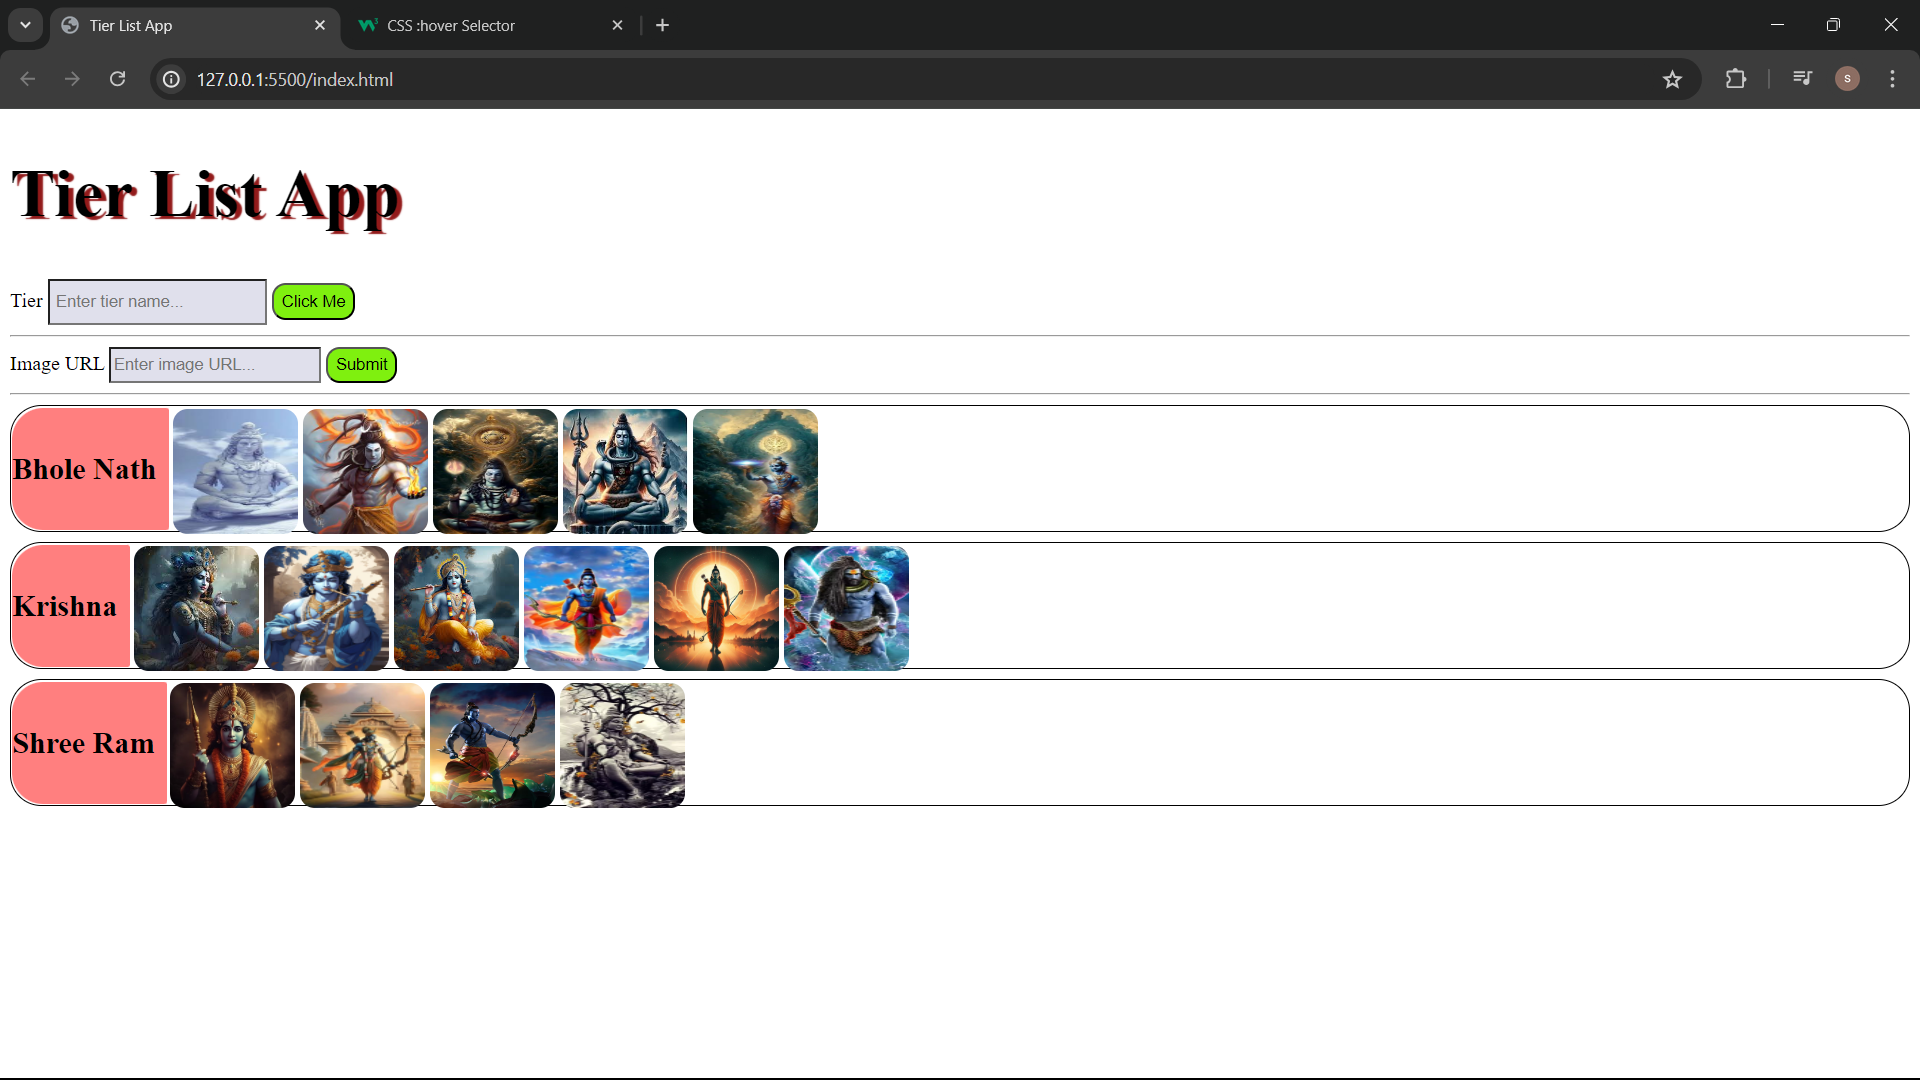 Tier List App
CSS :hover Selector
127.0.0.1:5500/index.html
s
Tier List App
Tier Enter tier name... Click Me
Image URL Enter image URL... Submit
Bhole Nath
Krishna
Shree Ram